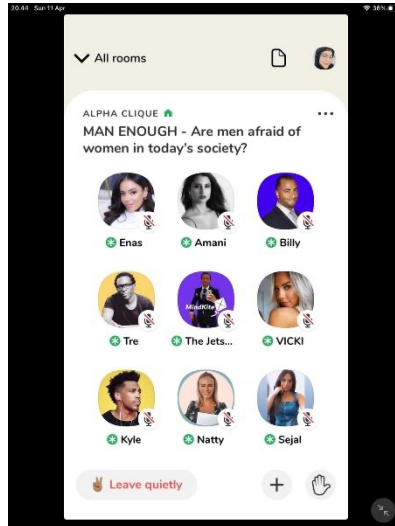 20.44 Sun 11 Apr
36%
All rooms
ALPHA CLIQUE
MAN ENOUGH - Are men afraid of
women in today's society?
Enas Amani Billy
MindKite
Tre The Jets... VICKI
Kyle Natty Sejal
Leave quietly